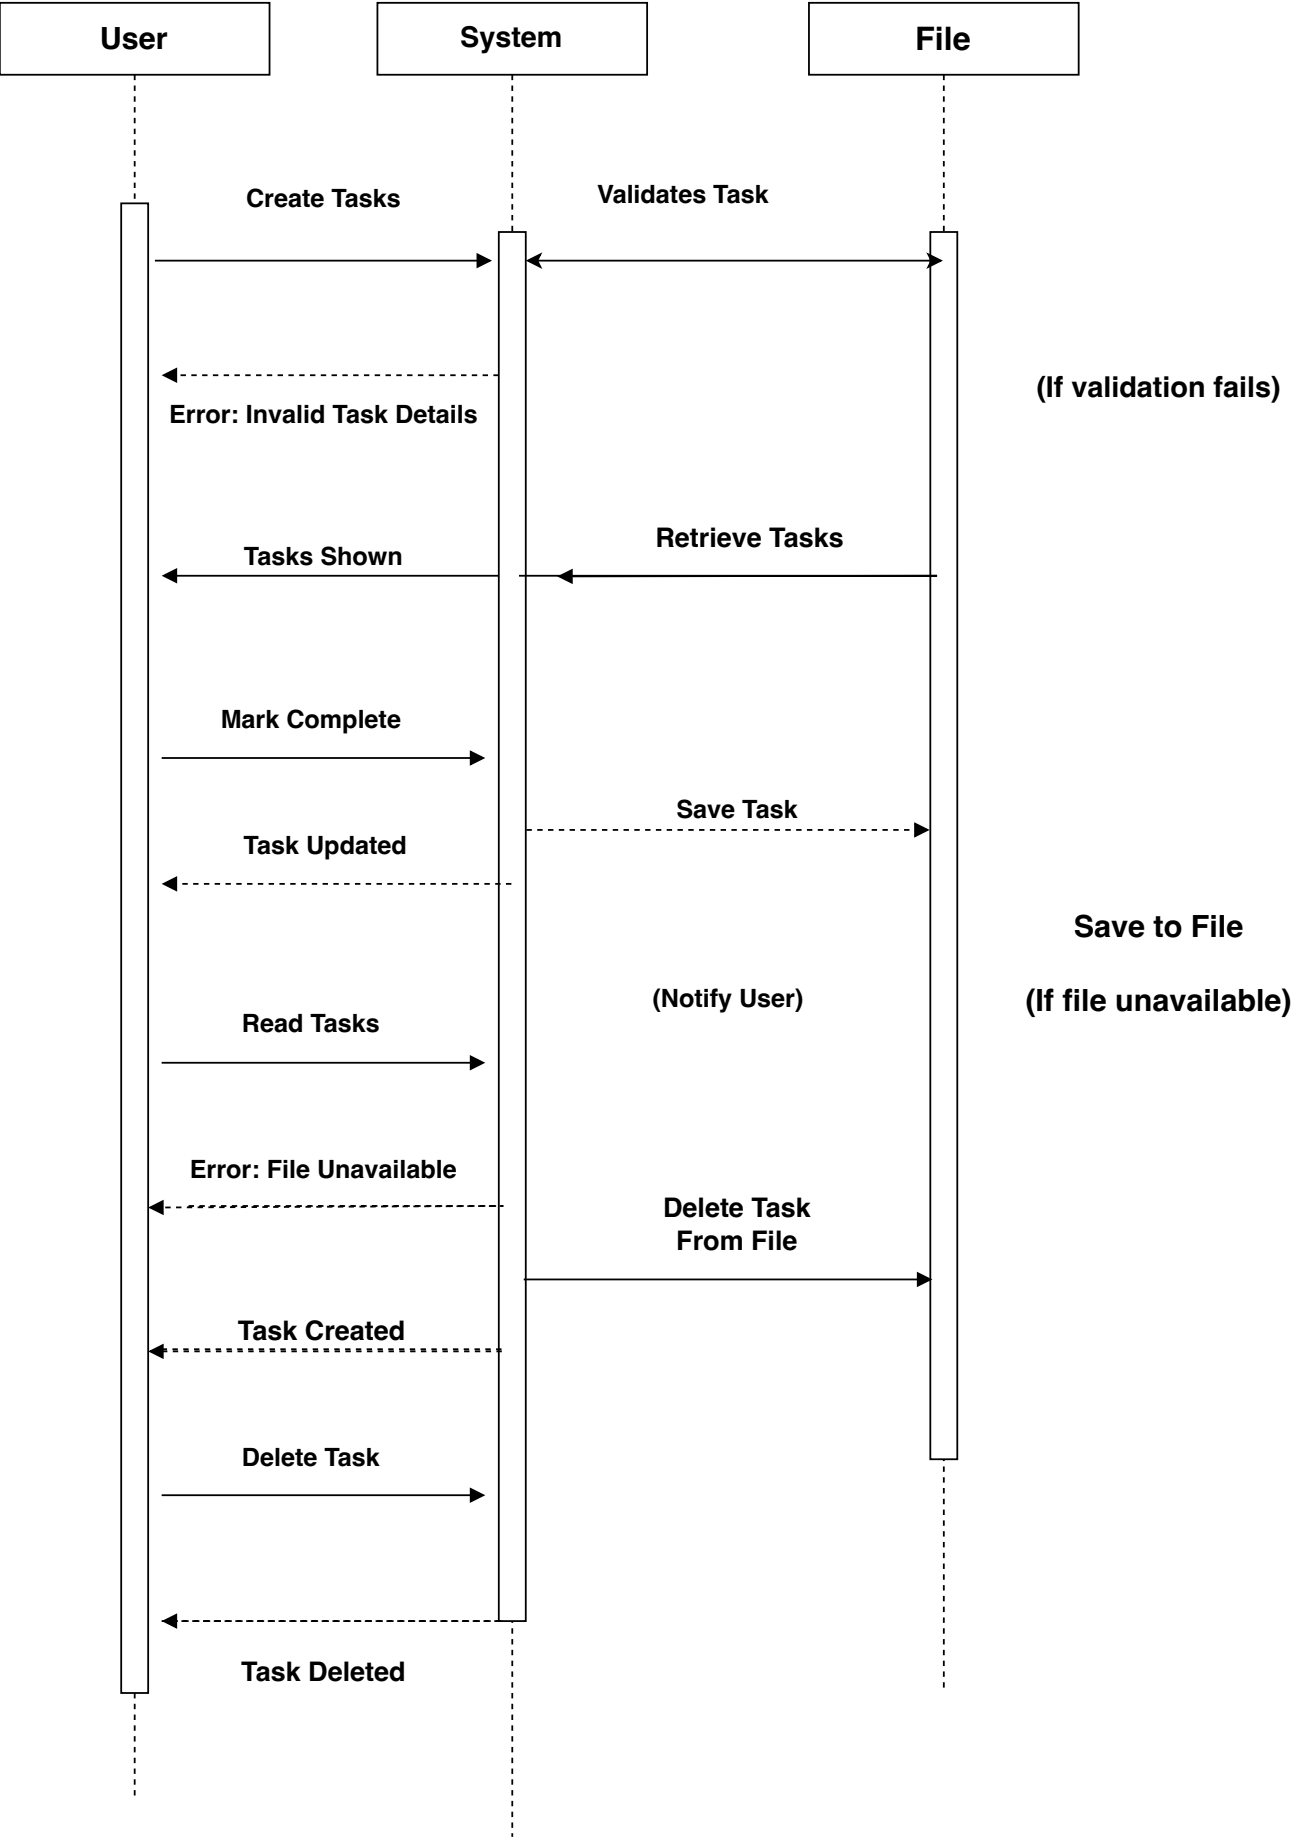 User
System
File
Create Tasks
Validates Task
Error: Invalid Task Details
(If validation fails)
Tasks Shown
Retrieve Tasks
Mark Complete
Save Task
Task Updated
Save to File
(Notify User)
(If file unavailable)
Read Tasks
Error: File Unavailable
Delete Task
From File
Task Created
Delete Task
Task Deleted